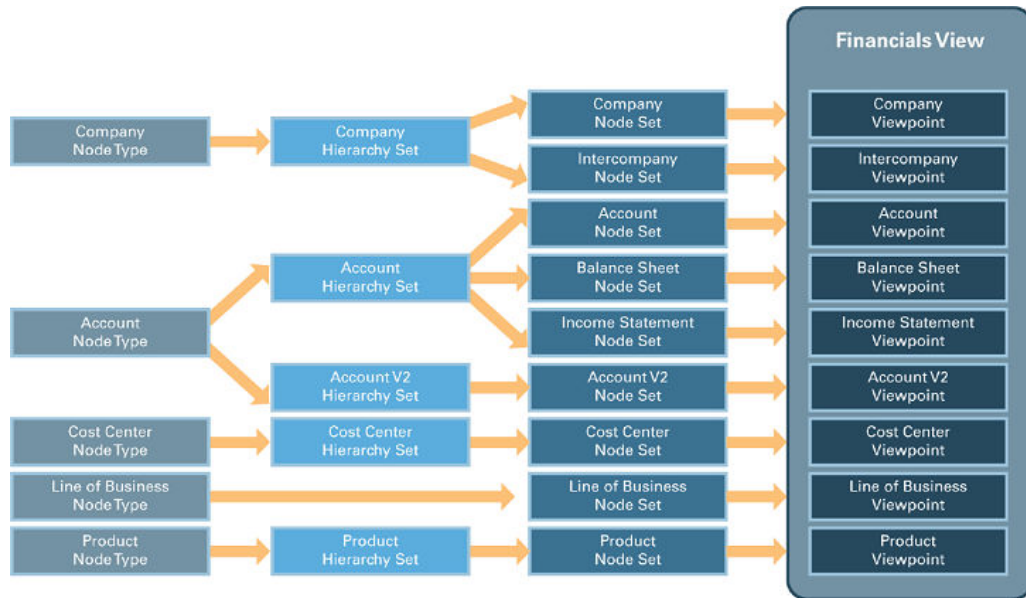 Financials View
Company
Node Type
Company
Hierarchy Set
Company
Node Set
Company
Viewpoint
Intercompany
Node Set
Intercompany
Viewpoint
Account
Node Type
Account
Hierarchy Set
Account
Node Set
Account
Viewpoint
Balance Sheet
Node Set
Balance Sheet
Viewpoint
Income Statement
Node Set
Income Statement
Viewpoint
Account V2
Hierarchy Set
Account V2
Node Set
Account V2
Viewpoint
Cost Center
Node Type
Cost Center
Hierarchy Set
Cost Center
Node Set
Cost Center
Viewpoint
Line of Business
Node Type
Line of Business
Node Set
Line of Business
Viewpoint
Product
Node Type
Product
Hierarchy Set
Product
Node Set
Product
Viewpoint